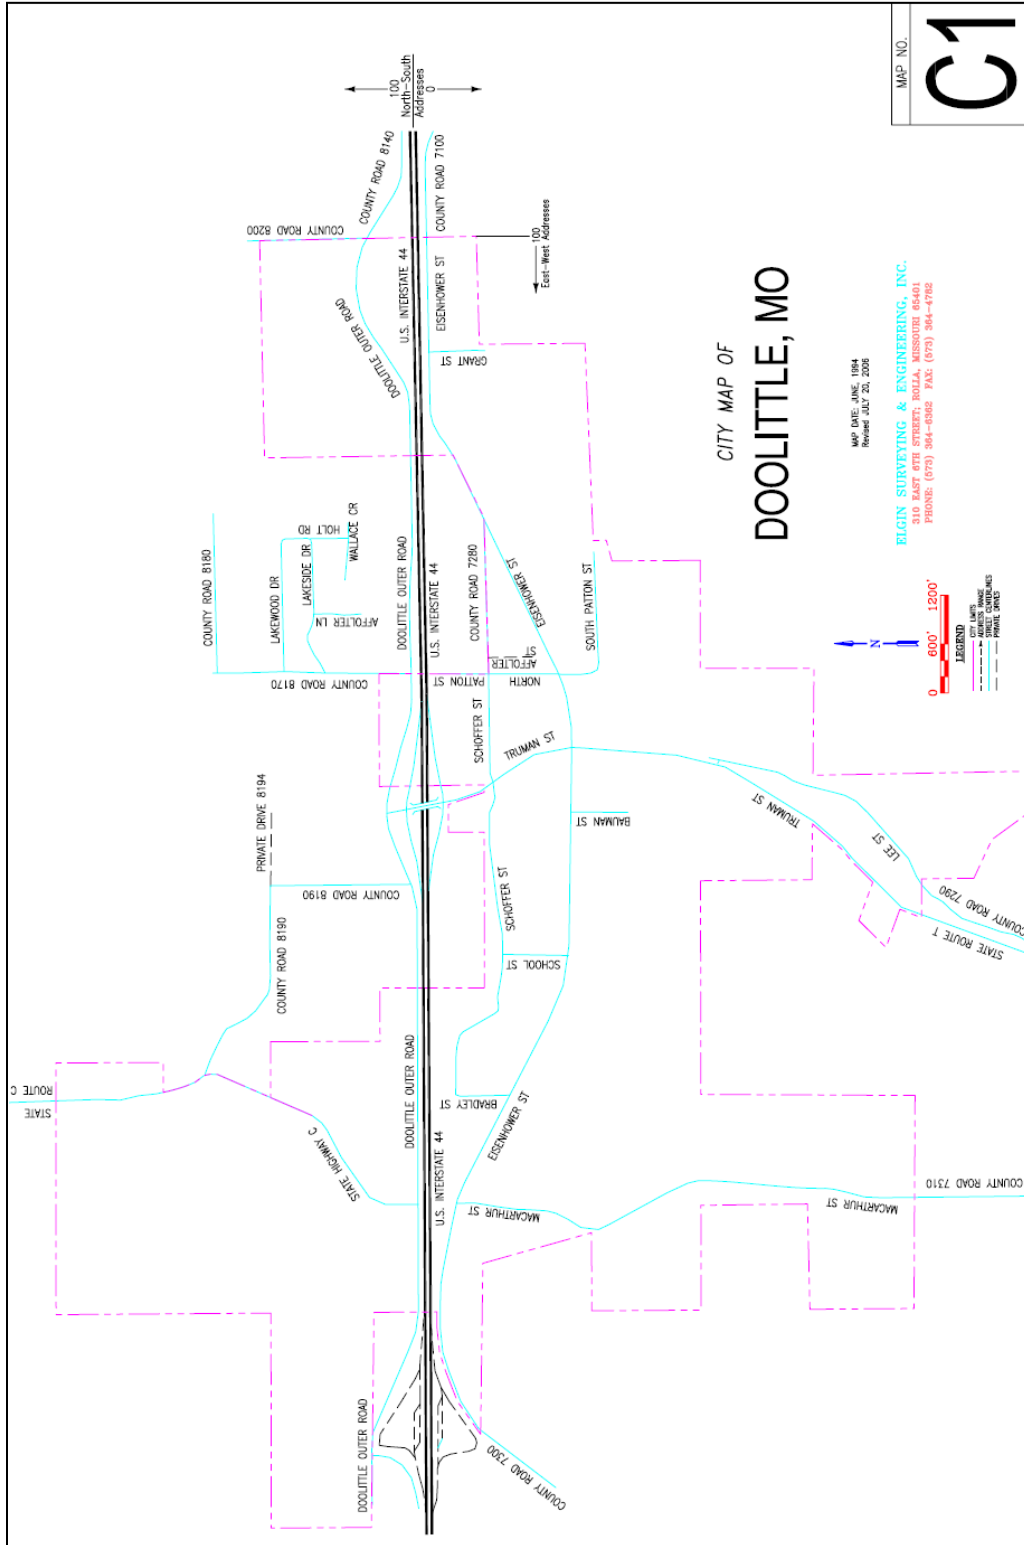 MAP NO.
C1
100
North-South
Addresses
0
COUNTY ROAD 8140
COUNTY ROAD 7100
COUNTY ROAD 8200
100
East-West Addresses
U.S. INTERSTATE 44
EISENHOWER ST
DOOLITTLE OUTER ROAD
GRANT ST
CITY MAP OF
DOOLITTLE, MO
MAP DATE: JUNE, 1994
Revised JULY 20, 2006
ELGIN SURVEYING & ENGINEERING, INC.
310 EAST 6TH STREET; ROLLA, MISSOURI 65401
PHONE: (573) 364-6362 FAX: (573) 364-4782
COUNTY ROAD 8180
LAKEWOOD DR
LAKESIDE DR
HOLT RD
WALLACE CR
AFFOLTER LN
DOOLITTLE OUTER ROAD
U.S. INTERSTATE 44
COUNTY ROAD 7280
EISENHOWER ST
SOUTH PATTON ST
AFFOLTER
ST
COUNTY ROAD 8170
NORTH
PATTON ST
SCHOFFER ST
TRUMAN ST
N
0 600' 1200'
LEGEND
CITY LIMITS
ADDRESS RANGE
STREET CENTERLINES
PRIVATE DRIVES
PRIVATE DRIVE 8194
COUNTY ROAD 8190
COUNTY ROAD 8190
BAUMAN ST
TRUMAN ST
LEE ST
SCHOFFER ST
SCHOOL ST
COUNTY ROAD 7290
STATE ROUTE T
STATE
ROUTE C
STATE HIGHWAY C
DOOLITTLE OUTER ROAD
U.S. INTERSTATE 44
BRADLEY ST
EISENHOWER ST
MACARTHUR ST
MACARTHUR ST
COUNTY ROAD 7310
DOOLITTLE OUTER ROAD
COUNTY ROAD 7300